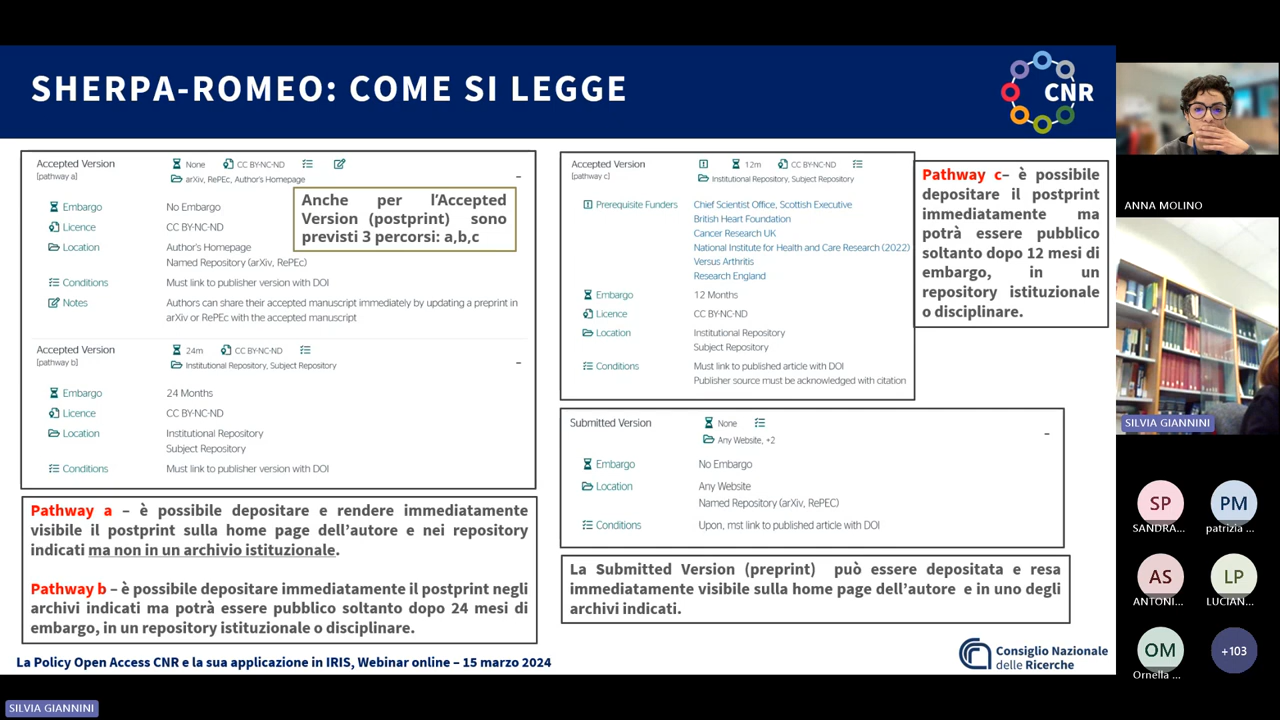 SHERPA-ROMEO: COME SI LEGGE
CNR
Accepted Version
[pathway a]
None CC BY-NC-ND
arXiv, RePEc, Author's Homepage
Embargo No Embargo
Licence CC BY-NC-ND
Location Author's Homepage
Named Repository (arXiv, RePEc)
Conditions Must link to publisher version with DOI
Notes Authors can share their accepted manuscript immediately by updating a preprint in
arXiv or RePEc with the accepted manuscript
Anche per l'Accepted
Version (postprint) sono
previsti 3 percorsi: a,b,c
Accepted Version
[pathway b]
24m CC BY-NC-ND
Institutional Repository, Subject Repository
Embargo 24 Months
Licence CC BY-NC-ND
Location Institutional Repository
Subject Repository
Conditions Must link to publisher version with DOI
Pathway a – è possibile depositare e rendere immediatamente
visibile il postprint sulla home page dell'autore e nei repository
indicati ma non in un archivio istituzionale.
Pathway b – è possibile depositare immediatamente il postprint negli
archivi indicati ma potrà essere pubblico soltanto dopo 24 mesi di
embargo, in un repository istituzionale o disciplinare.
Accepted Version
[pathway c]
12m CC BY-NC-ND
Institutional Repository, Subject Repository
Prerequisite Funders Chief Scientist Office, Scottish Executive
British Heart Foundation
Cancer Research UK
National Institute for Health and Care Research (2022)
Versus Arthritis
Research England
Embargo 12 Months
Licence CC BY-NC-ND
Location Institutional Repository
Subject Repository
Conditions Must link to published article with DOI
Publisher source must be acknowledged with citation
Pathway c– è possibile
depositare il postprint
immediatamente ma
potrà essere pubblico
soltanto dopo 12 mesi di
embargo, in un
repository istituzionale
o disciplinare.
Submitted Version
None
Any Website, +2
Embargo No Embargo
Location Any Website
Named Repository (arXiv, RePEC)
Conditions Upon, mst link to published article with DOI
La Submitted Version (preprint) può essere depositata e resa
immediatamente visibile sulla home page dell'autore e in uno degli
archivi indicati.
La Policy Open Access CNR e la sua applicazione in IRIS, Webinar online – 15 marzo 2024
Consiglio Nazionale
delle Ricerche
ANNA MOLINO
SILVIA GIANNINI
SP
SANDRA...
PM
patrizia ...
AS
ANTONI...
LP
LUCIAN...
OM
Ornella ...
+103
SILVIA GIANNINI